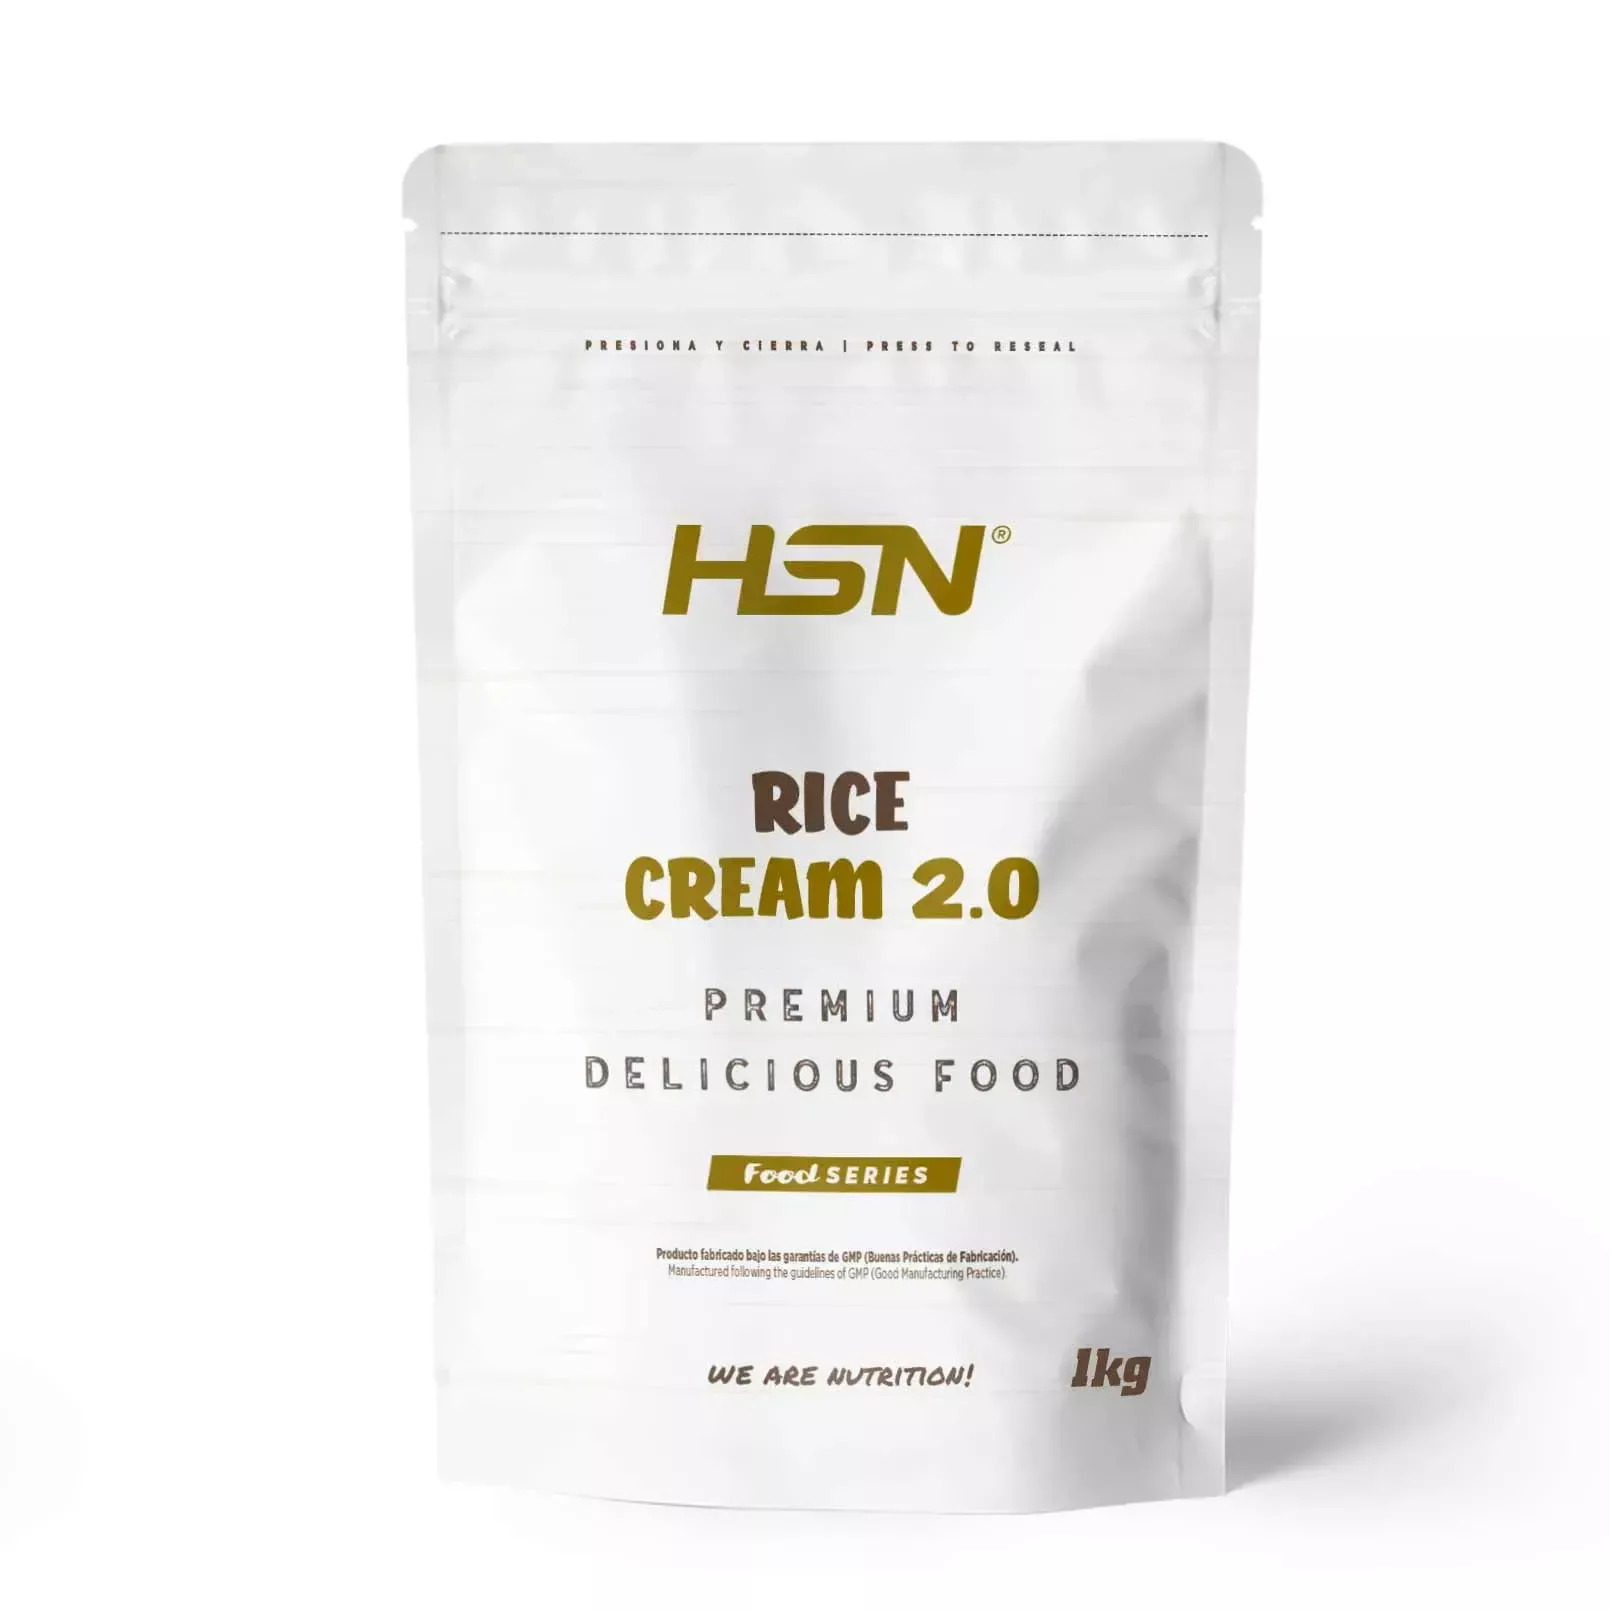 PRESIONA Y CIERRA | PRESS TO RESEAL
HSN®
RICE
CREAM 2.0
PREMIUM
DELICIOUS FOOD
Food SERIES
Producto fabricado bajo las garantías de GMP (Buenas Prácticas de Fabricación).
Manufactured following the guidelines of GMP (Good Manufacturing Practice).
WE ARE NUTRITION!
1kg